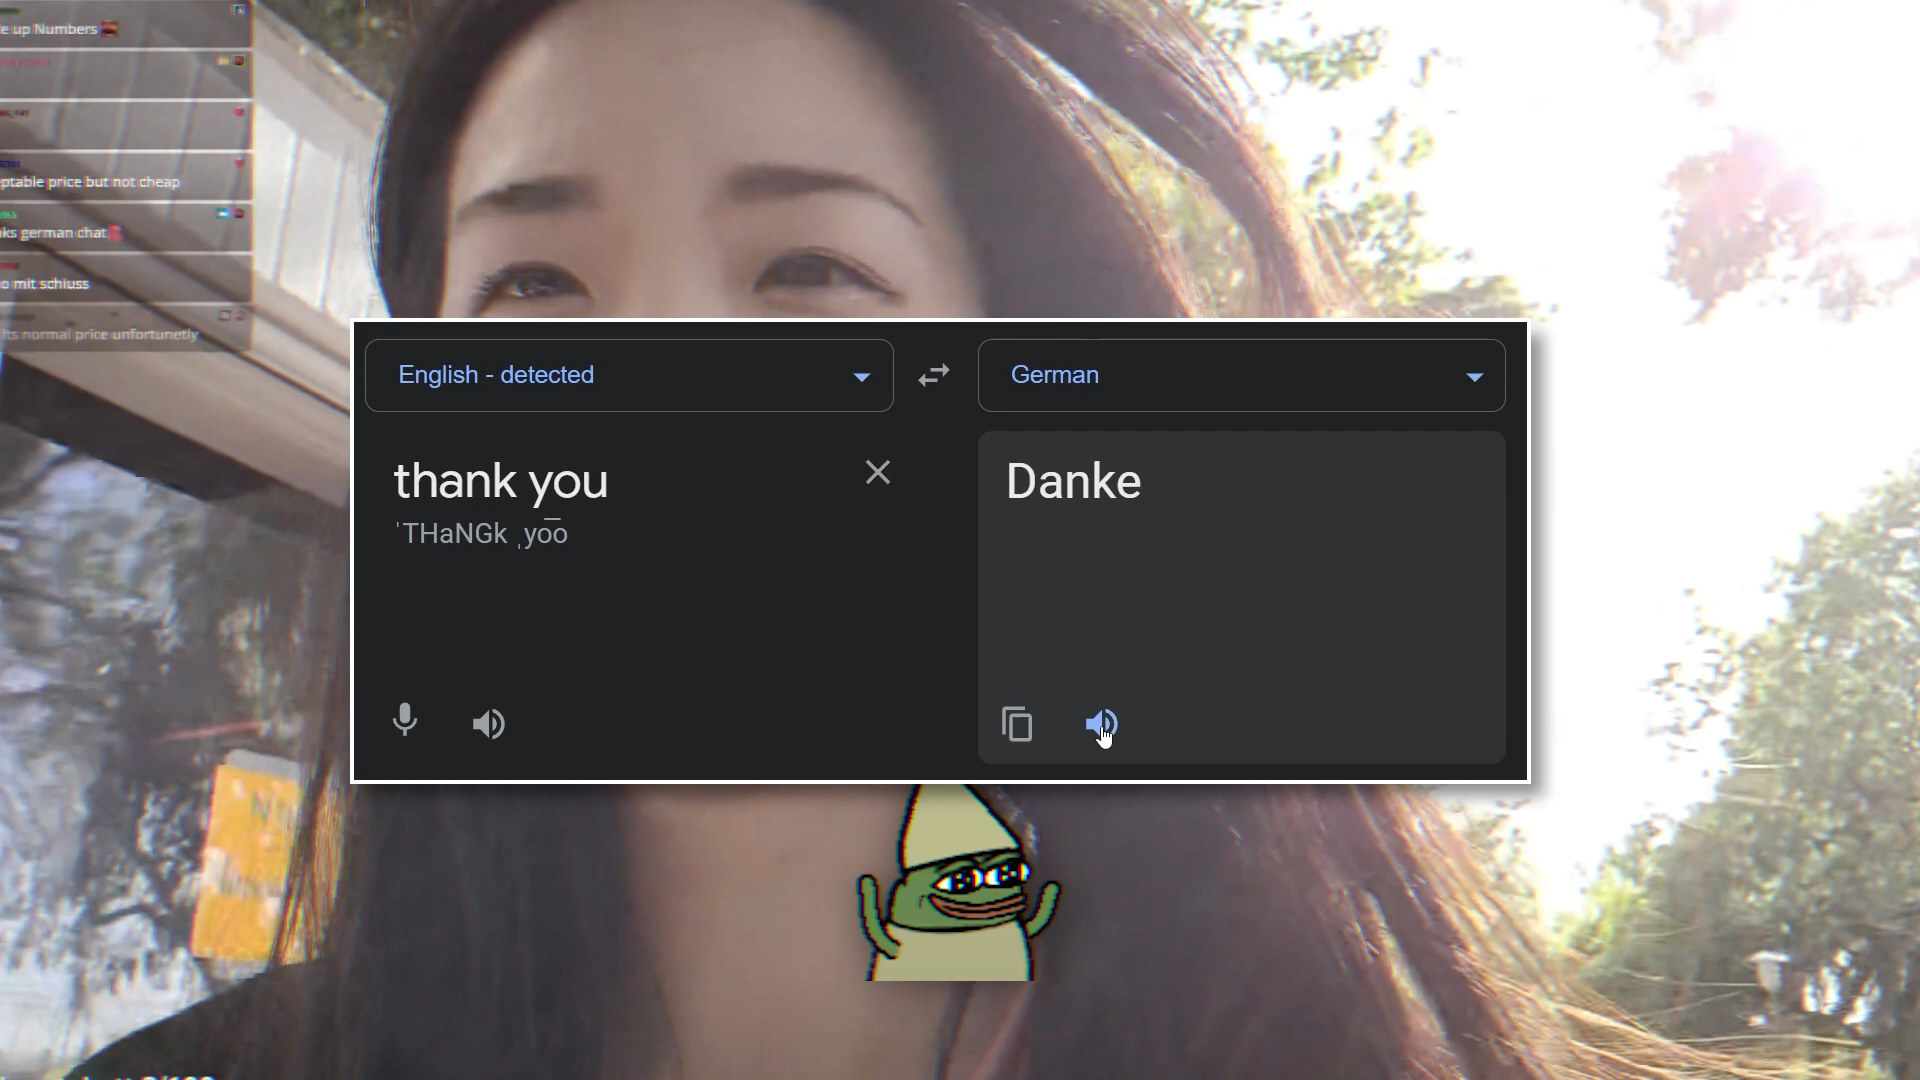 e up Numbers
ptable price but not cheap
ks german chat
o mit schiuss
its normal price unfortunetly
English - detected
German
thank you
ˈTHaNGk ˌyo͞o
Danke